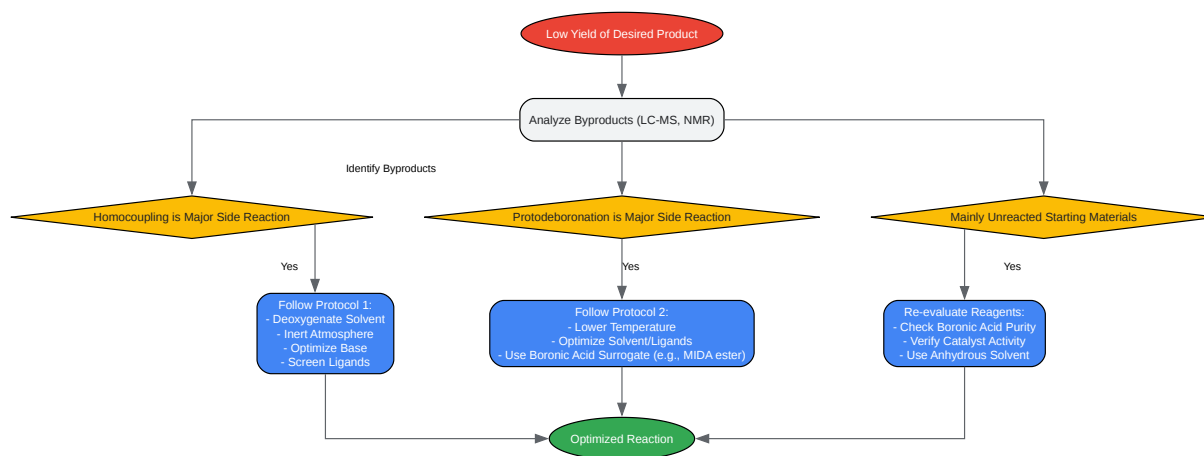 Low Yield of Desired Product
Analyze Byproducts (LC-MS, NMR)
Identify Byproducts
Homocoupling is Major Side Reaction
Protodeboronation is Major Side Reaction
Mainly Unreacted Starting Materials
Yes
Yes
Yes
Follow Protocol 1:
- Deoxygenate Solvent
- Inert Atmosphere
- Optimize Base
- Screen Ligands
Follow Protocol 2:
- Lower Temperature
- Optimize Solvent/Ligands
- Use Boronic Acid Surrogate (e.g., MIDA ester)
Re-evaluate Reagents:
- Check Boronic Acid Purity
- Verify Catalyst Activity
- Use Anhydrous Solvent
Optimized Reaction